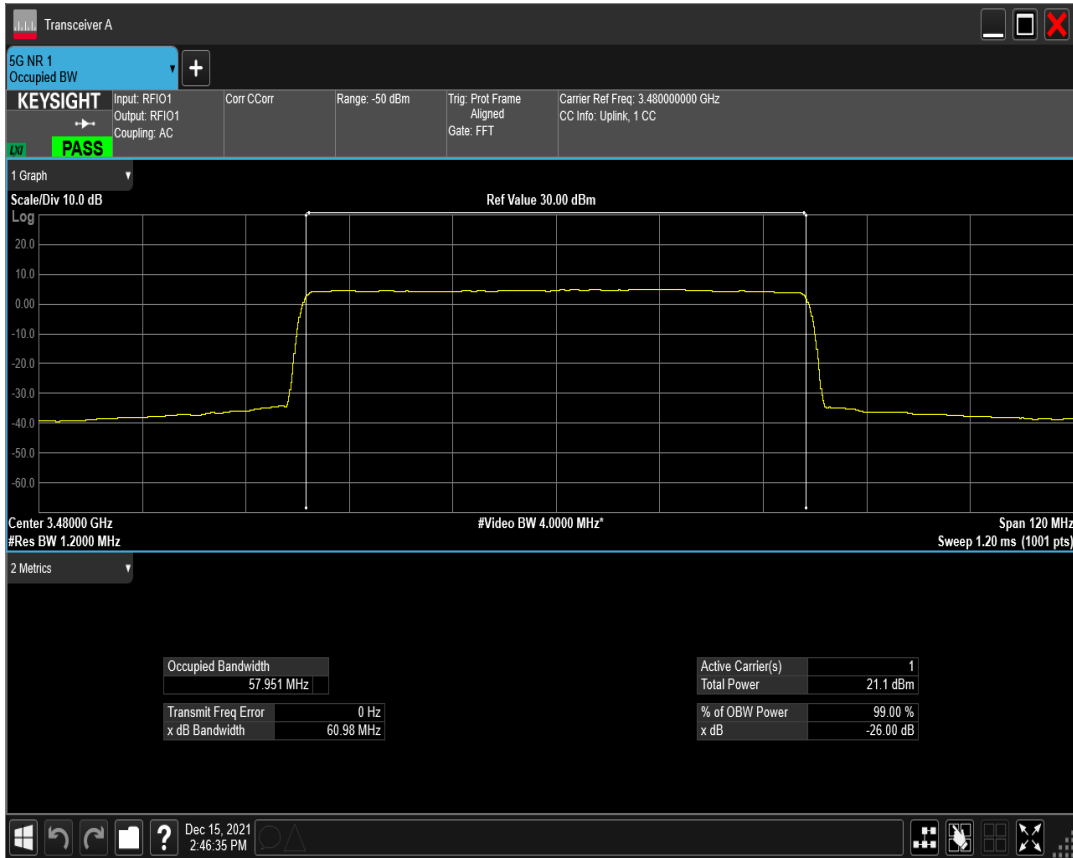 Transceiver A
5G NR 1
Occupied BW
KEYSIGHT
LXI
PASS
Input: RFIO1
Output: RFIO1
Coupling: AC
Corr CCorr
Range: -50 dBm
Trig: Prot Frame
Aligned
Gate: FFT
Carrier Ref Freq: 3.480000000 GHz
CC Info: Uplink, 1 CC
1 Graph
Scale/Div 10.0 dB
Ref Value 30.00 dBm
Log
20.0
10.0
0.00
-10.0
-20.0
-30.0
-40.0
-50.0
-60.0
Center 3.48000 GHz
#Video BW 4.0000 MHz*
Span 120 MHz
#Res BW 1.2000 MHz
Sweep 1.20 ms (1001 pts)
2 Metrics
Occupied Bandwidth
57.951 MHz
Transmit Freq Error 0 Hz
x dB Bandwidth 60.98 MHz
Active Carrier(s) 1
Total Power 21.1 dBm
% of OBW Power 99.00 %
x dB -26.00 dB
?
Dec 15, 2021
2:46:35 PM